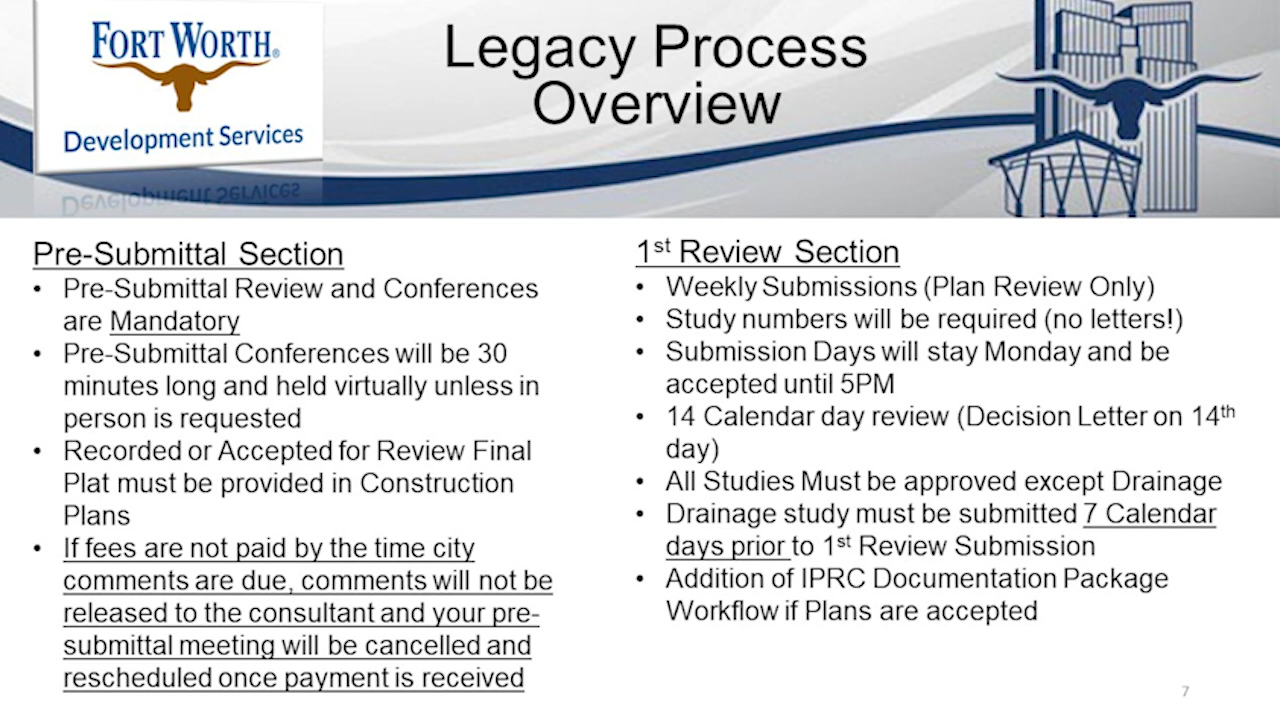 FORT WORTH®
Development Services
Development Services
Legacy Process
Overview
Pre-Submittal Section
• Pre-Submittal Review and Conferences
are Mandatory
• Pre-Submittal Conferences will be 30
minutes long and held virtually unless in
person is requested
• Recorded or Accepted for Review Final
Plat must be provided in Construction
Plans
• If fees are not paid by the time city
comments are due, comments will not be
released to the consultant and your pre-
submittal meeting will be cancelled and
rescheduled once payment is received
1st Review Section
• Weekly Submissions (Plan Review Only)
• Study numbers will be required (no letters!)
• Submission Days will stay Monday and be
accepted until 5PM
• 14 Calendar day review (Decision Letter on 14th
day)
• All Studies Must be approved except Drainage
• Drainage study must be submitted 7 Calendar
days prior to 1st Review Submission
• Addition of IPRC Documentation Package
Workflow if Plans are accepted
7